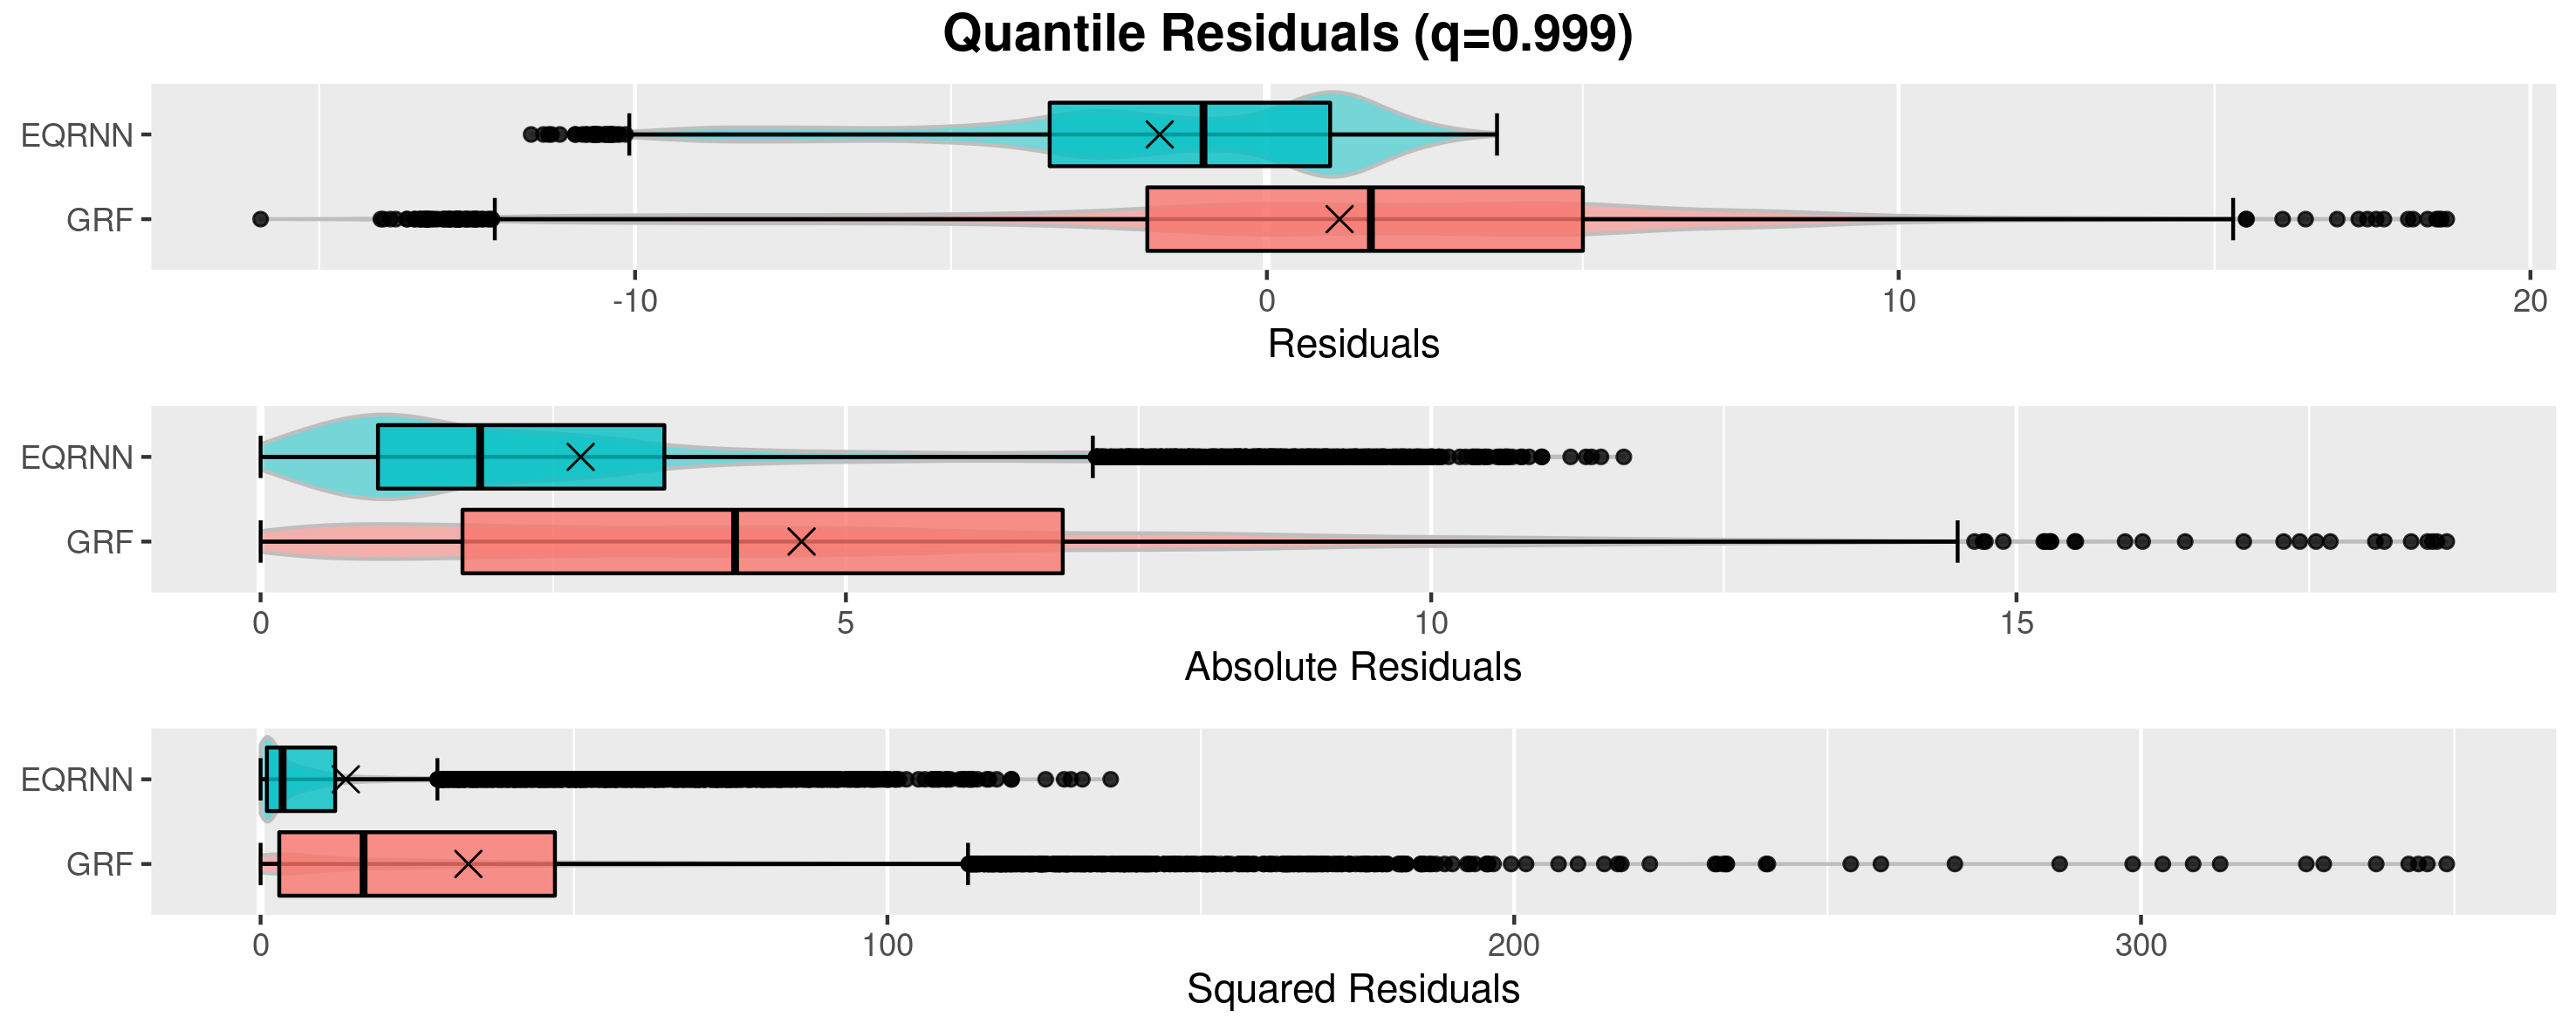 Quantile Residuals (q=0.999)
EQRNN
GRF
-10 0 10 20
Residuals
EQRNN
GRF
0 5 10 15
Absolute Residuals
EQRNN
GRF
0 100 200 300
Squared Residuals